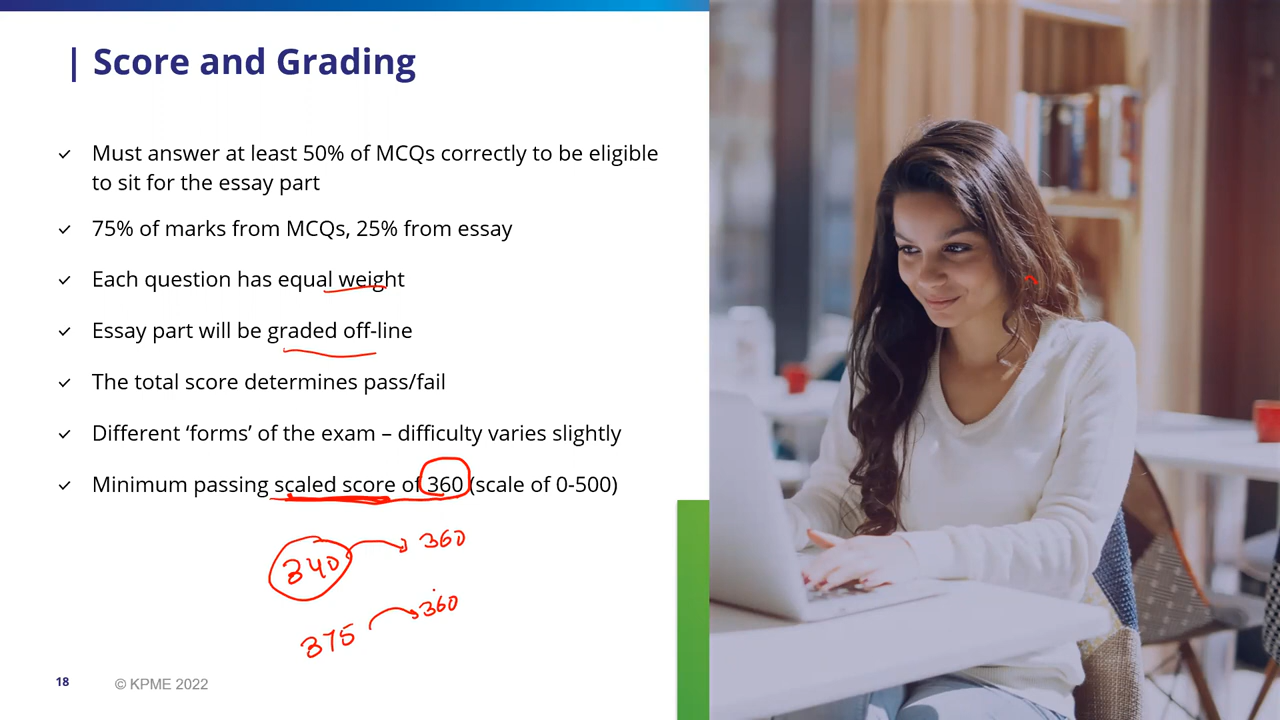 | Score and Grading
✓ Must answer at least 50% of MCQs correctly to be eligible
to sit for the essay part
✓ 75% of marks from MCQs, 25% from essay
✓ Each question has equal weight
✓ Essay part will be graded off-line
✓ The total score determines pass/fail
✓ Different ‘forms’ of the exam – difficulty varies slightly
✓ Minimum passing scaled score of 360 (scale of 0-500)
340 → 360
375 → 360
18 © KPME 2022